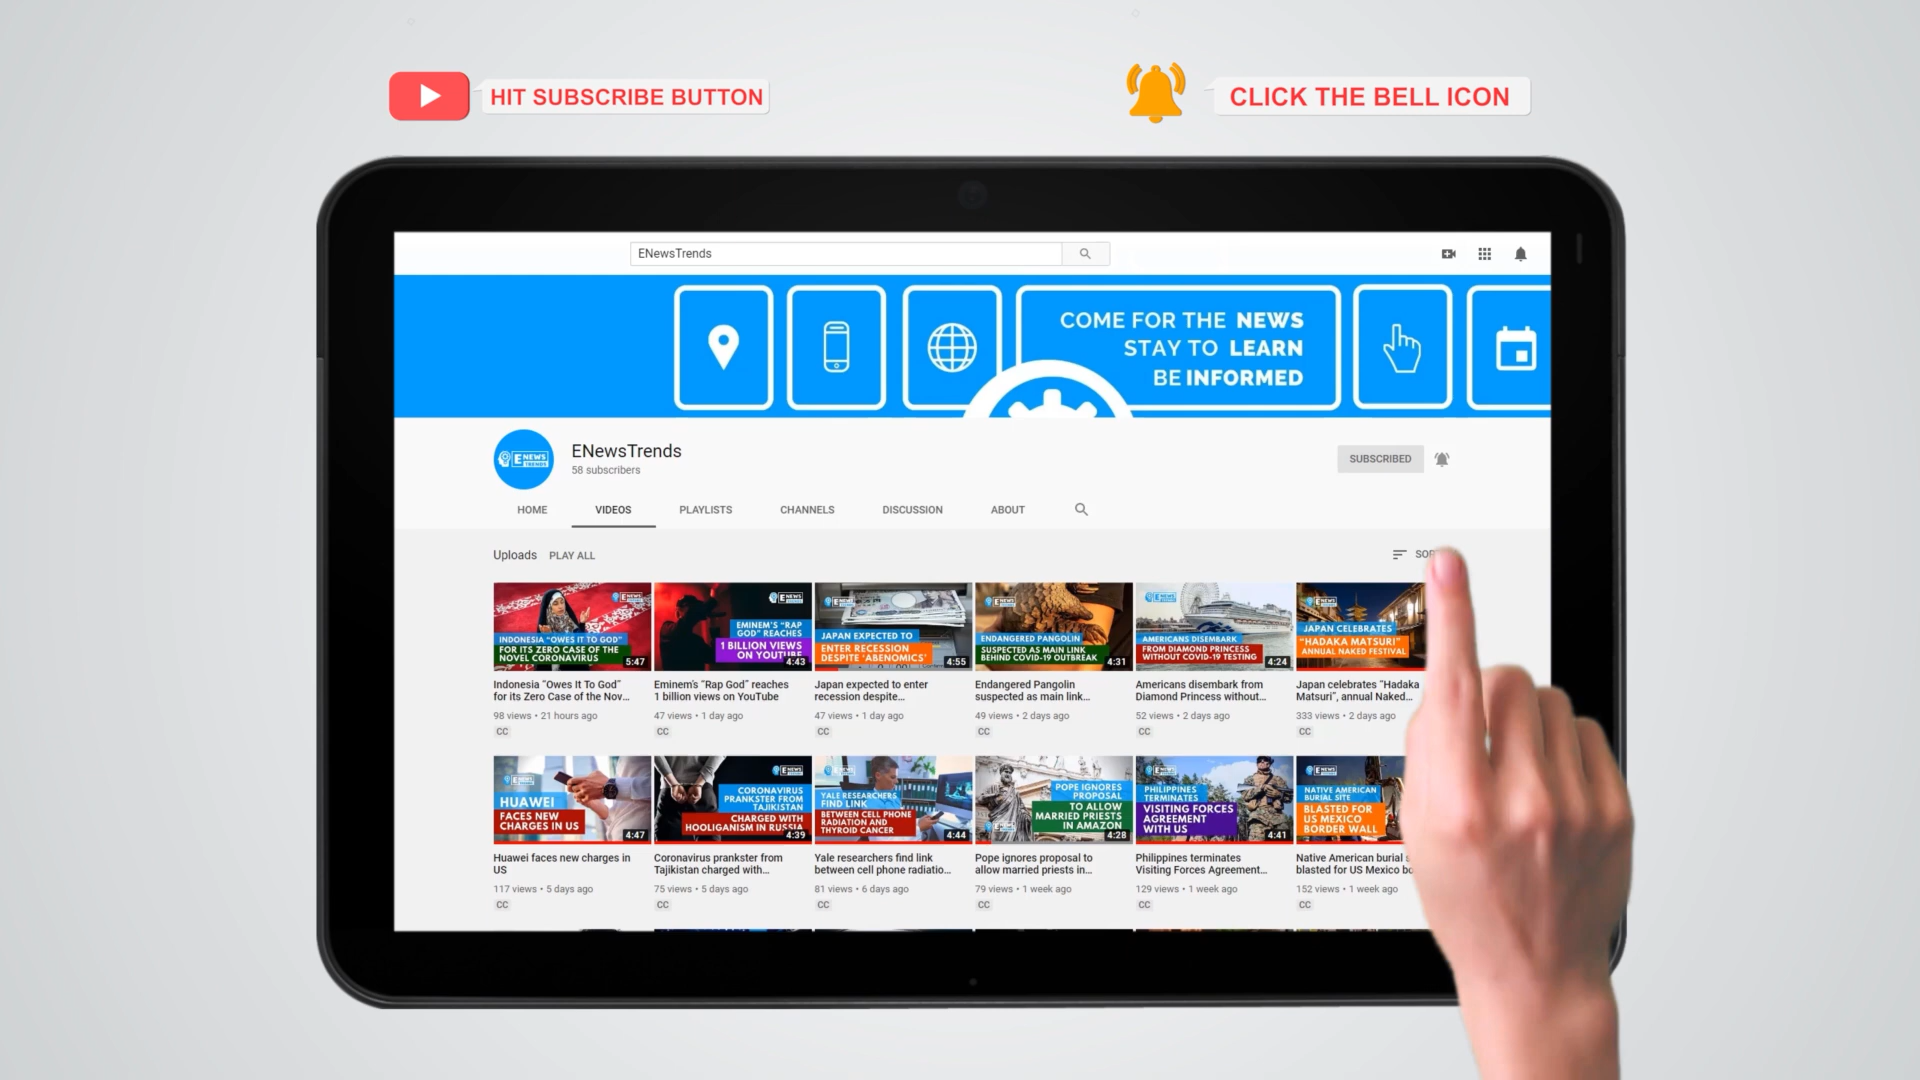 HIT SUBSCRIBE BUTTON
CLICK THE BELL ICON
ENewsTrends
COME FOR THE NEWS
STAY TO LEARN
BE INFORMED
E NEWS
TRENDS
ENewsTrends
58 subscribers
SUBSCRIBED
HOME VIDEOS PLAYLISTS CHANNELS DISCUSSION ABOUT
Uploads PLAY ALL
INDONESIA "OWES IT TO GOD"
FOR ITS ZERO CASE OF THE
NOVEL CORONAVIRUS
5:47
EMINEM'S "RAP
GOD" REACHES
1 BILLION VIEWS
ON YOUTUBE
4:43
JAPAN EXPECTED TO
ENTER RECESSION
DESPITE 'ABENOMICS'
4:55
ENDANGERED PANGOLIN
SUSPECTED AS MAIN LINK
BEHIND COVID-19 OUTBREAK
4:31
AMERICANS DISEMBARK
FROM DIAMOND PRINCESS
WITHOUT COVID-19 TESTING
4:24
JAPAN CELEBRATES
"HADAKA MATSURI"
ANNUAL NAKED FESTIVAL
Indonesia "Owes It To God"
for its Zero Case of the Nov...
98 views • 21 hours ago
CC
Eminem's "Rap God" reaches
1 billion views on YouTube
47 views • 1 day ago
CC
Japan expected to enter
recession despite...
47 views • 1 day ago
CC
Endangered Pangolin
suspected as main link...
49 views • 2 days ago
CC
Americans disembark from
Diamond Princess without...
52 views • 2 days ago
CC
Japan celebrates "Hadaka
Matsuri", annual Naked...
333 views • 2 days ago
CC
HUAWEI
FACES NEW
CHARGES IN US
4:47
CORONAVIRUS
PRANKSTER FROM
TAJIKISTAN
CHARGED WITH
HOOLIGANISM IN RUSSIA
4:39
YALE RESEARCHERS
FIND LINK
BETWEEN CELL PHONE
RADIATION AND
THYROID CANCER
4:44
POPE IGNORES
PROPOSAL
TO ALLOW
MARRIED PRIESTS
IN AMAZON
4:28
PHILIPPINES
TERMINATES
VISITING FORCES
AGREEMENT
WITH US
4:41
NATIVE AMERICAN
BURIAL SITE
BLASTED FOR
US MEXICO
BORDER WALL
Huawei faces new charges in
US
117 views • 5 days ago
CC
Coronavirus prankster from
Tajikistan charged with...
75 views • 5 days ago
CC
Yale researchers find link
between cell phone radiatio...
81 views • 6 days ago
CC
Pope ignores proposal to
allow married priests in...
79 views • 1 week ago
CC
Philippines terminates
Visiting Forces Agreement...
129 views • 1 week ago
CC
Native American burial
blasted for US Mexico
152 views • 1 week ago
CC